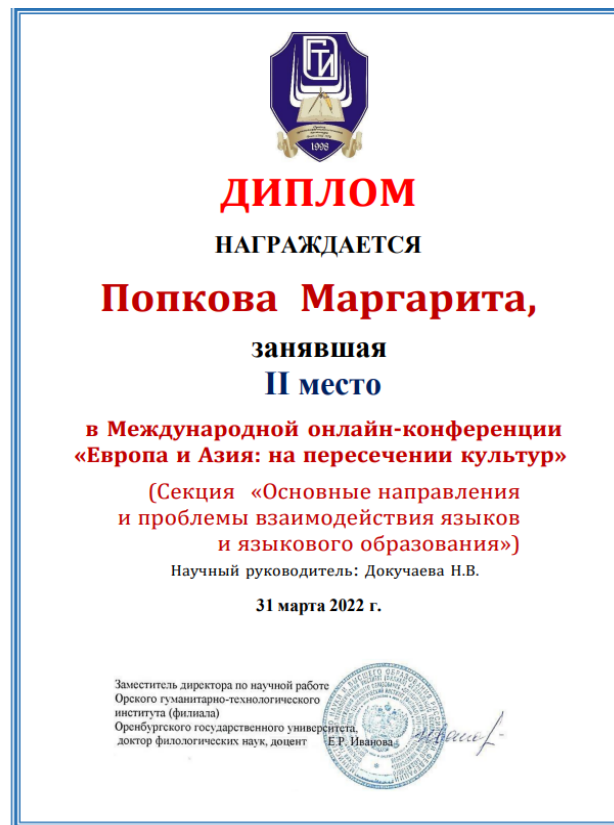 1996
ДИПЛОМ
НАГРАЖДАЕТСЯ
Попкова Маргарита,
занявшая
II место
в Международной онлайн-конференции
«Европа и Азия: на пересечении культур»
(Секция «Основные направления
и проблемы взаимодействия языков
и языкового образования»)
Научный руководитель: Докучаева Н.В.
31 марта 2022 г.
Заместитель директора по научной работе
Орского гуманитарно-технологического
института (филиала)
Оренбургского государственного университета,
доктор филологических наук, доцент Е.Р. Иванова